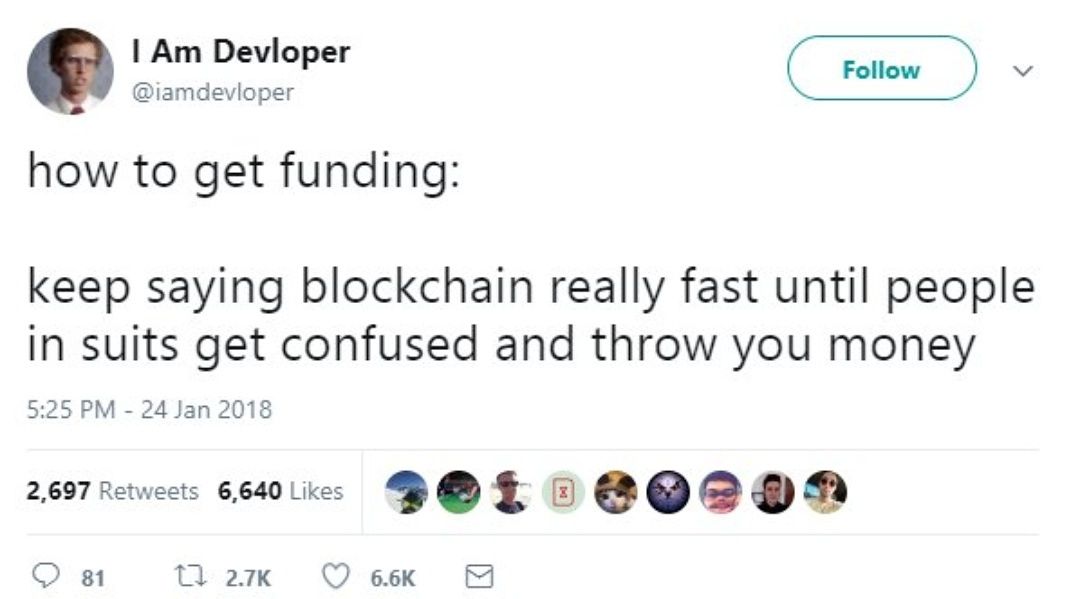 I Am Devloper
@iamdevloper
Follow
how to get funding:
keep saying blockchain really fast until people
in suits get confused and throw you money
5:25 PM - 24 Jan 2018
2,697 Retweets 6,640 Likes
81 2.7K 6.6K